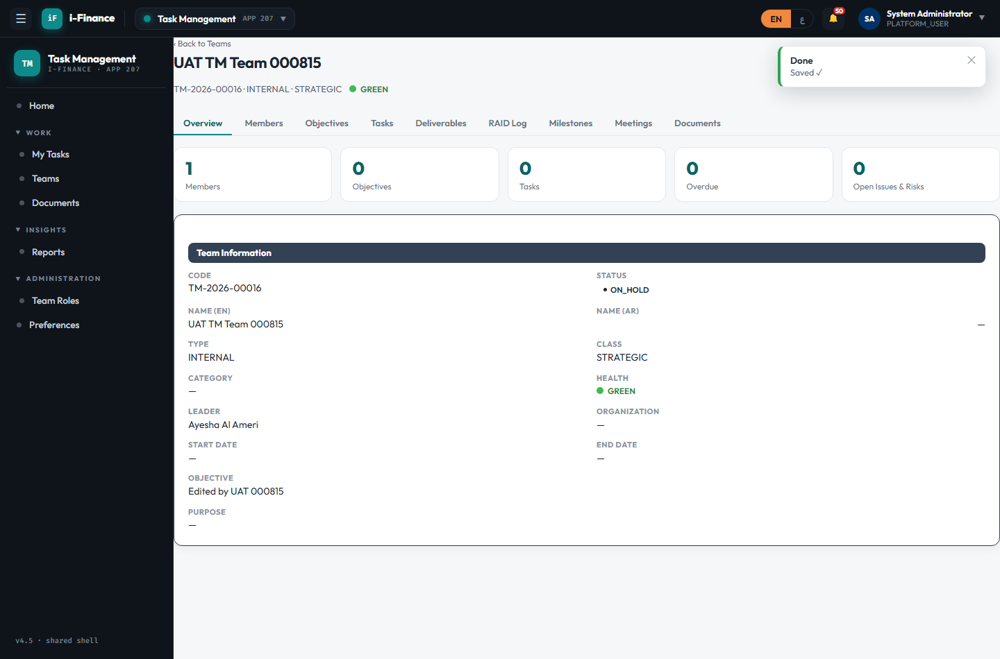 ☰ iF i-Finance Task Management APP 207 ▼ EN ع 50 SA System Administrator ▼
PLATFORM_USER
TM Task Management
I-FINANCE · APP 207
Home
▼ WORK
My Tasks
Teams
Documents
▼ INSIGHTS
Reports
▼ ADMINISTRATION
Team Roles
Preferences
v4.5 · shared shell
‹ Back to Teams
UAT TM Team 000815
TM-2026-00016 · INTERNAL · STRATEGIC GREEN
Done
Saved ✓
Overview Members Objectives Tasks Deliverables RAID Log Milestones Meetings Documents
1
Members
0
Objectives
0
Tasks
0
Overdue
0
Open Issues & Risks
Team Information
CODE
TM-2026-00016
STATUS
• ON_HOLD
NAME (EN)
UAT TM Team 000815
NAME (AR)
—
TYPE
INTERNAL
CLASS
STRATEGIC
CATEGORY
—
HEALTH
GREEN
LEADER
Ayesha Al Ameri
ORGANIZATION
—
START DATE
—
END DATE
—
OBJECTIVE
Edited by UAT 000815
PURPOSE
—